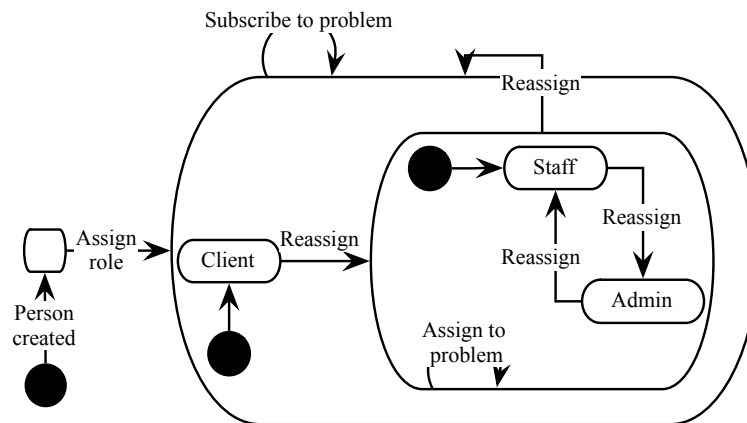 Subscribe to problem
Reassign
Staff
Reassign
Assign
role
Reassign
Client
Reassign
Admin
Person
created
Assign to
problem